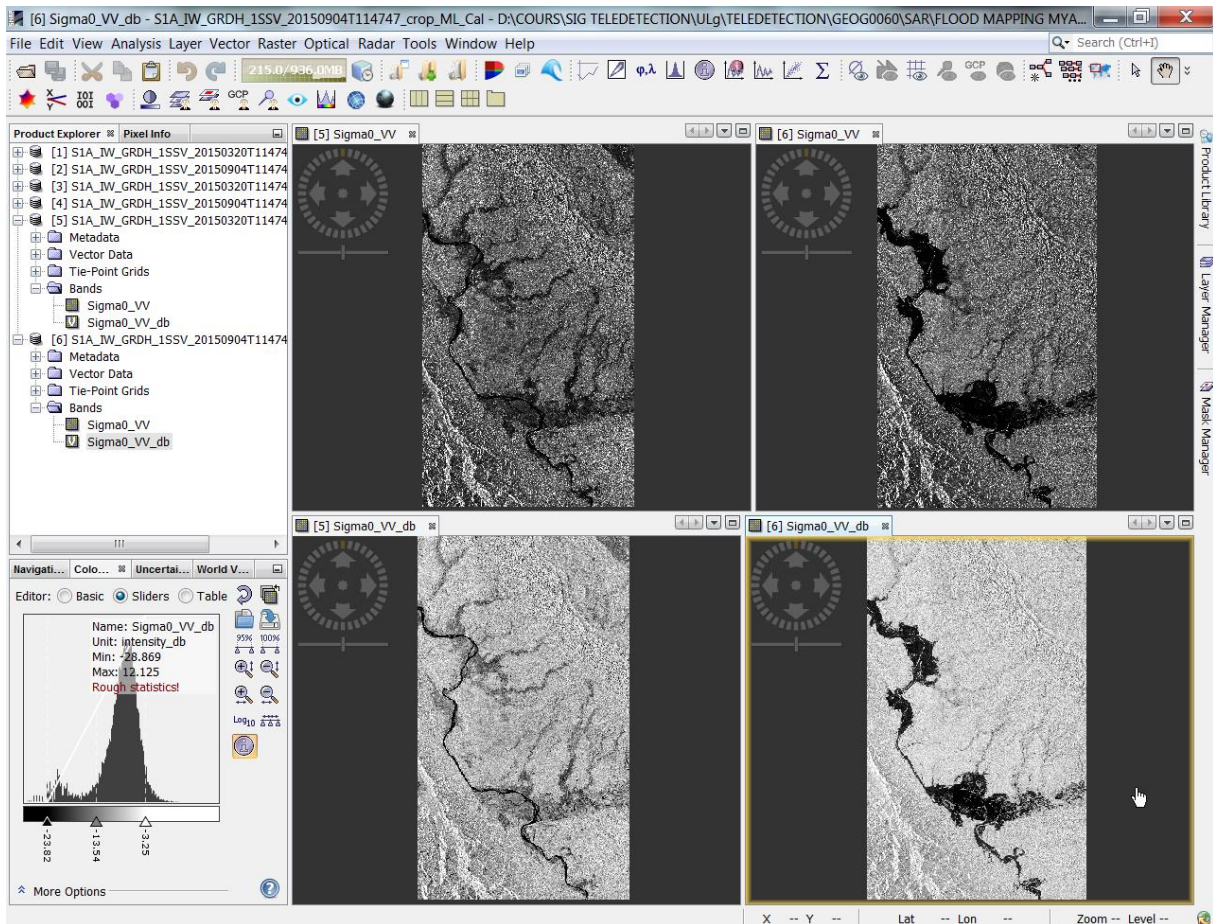 [6] Sigma0_VV_db - S1A_IW_GRDH_1SSV_20150904T114747_crop_ML_Cal - D:\COURS\SIG TELEDETECTION\ULg\TELEDETECTION\GEOG0060\SAR\FLOOD MAPPING MYA...
File Edit View Analysis Layer Vector Raster Optical Radar Tools Window Help
Search (Ctrl+I)
215.0/936.0MB
φ,λ
Σ
GCP
X
Y
IOI
OOI
GCP
Product Explorer Pixel Info
[5] Sigma0_VV
[6] Sigma0_VV
[1] S1A_IW_GRDH_1SSV_20150320T11474
[2] S1A_IW_GRDH_1SSV_20150904T11474
[3] S1A_IW_GRDH_1SSV_20150320T11474
[4] S1A_IW_GRDH_1SSV_20150904T11474
[5] S1A_IW_GRDH_1SSV_20150320T11474
Metadata
Vector Data
Tie-Point Grids
Bands
Sigma0_VV
Sigma0_VV_db
[6] S1A_IW_GRDH_1SSV_20150904T11474
Metadata
Vector Data
Tie-Point Grids
Bands
Sigma0_VV
Sigma0_VV_db
Product Library
Layer Manager
Mask Manager
[5] Sigma0_VV_db
[6] Sigma0_VV_db
Navigati... Colo... Uncertai... World V...
Editor: Basic Sliders Table
Name: Sigma0_VV_db
Unit: intensity_db
Min: -28.869
Max: 12.125
Rough statistics!
95% 100%
Log10
-23.82
-13.54
-3.25
More Options
X -- Y -- Lat -- Lon -- Zoom -- Level --